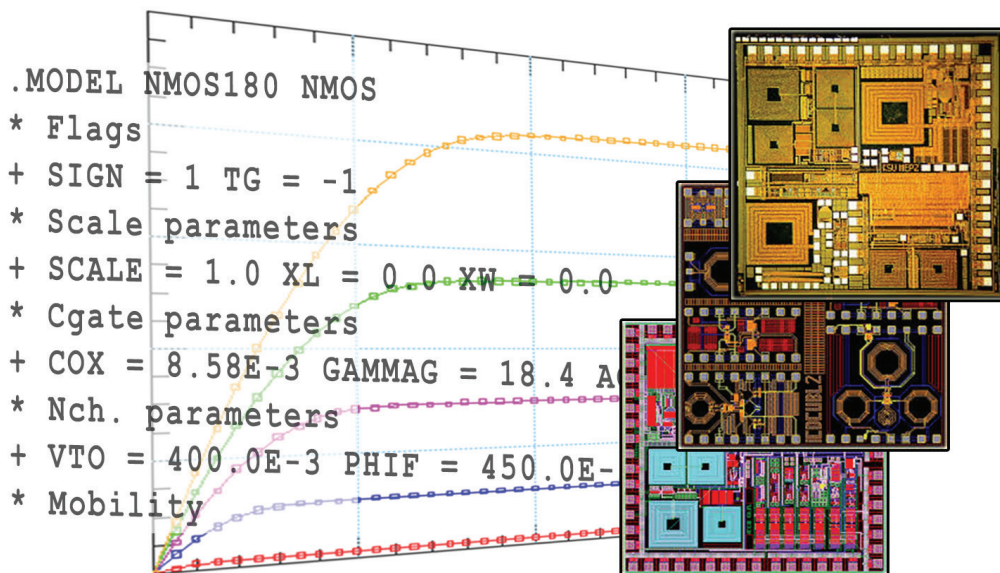 .MODEL NMOS180 NMOS
* Flags
+ SIGN = 1 TG = -1
* Scale parameters
+ SCALE = 1.0 XL = 0.0 XW = 0.0
* Cgate parameters
+ COX = 8.58E-3 GAMMAG = 18.4
* Nch. parameters
+ VTO = 400.0E-3 PHIF = 450.0E-
* Mobility